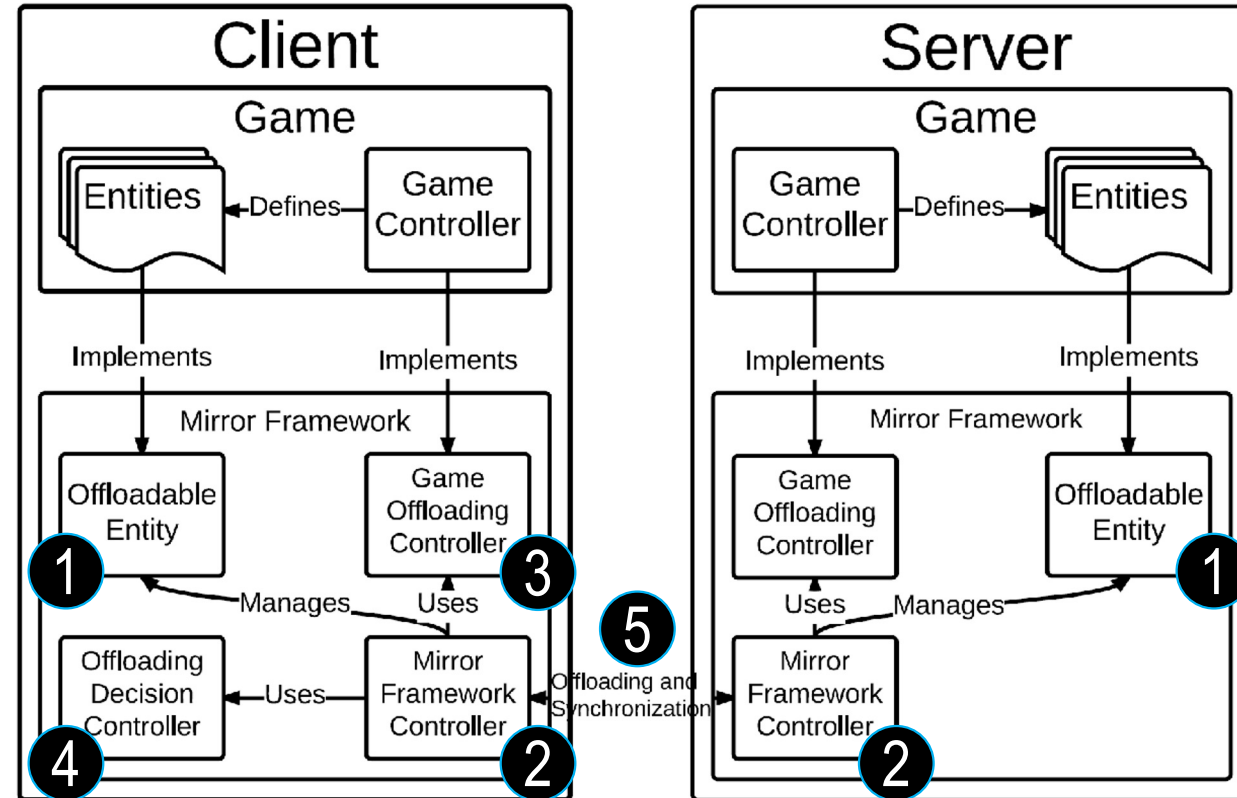 Client
Game
Entities
Defines
Game
Controller
Implements
Implements
Mirror Framework
Offloadable
Entity
1
Game
Offloading
Controller
3
Manages
Uses
Offloading
Decision
Controller
4
Uses
Mirror
Framework
Controller
2
5
Offloading and
Synchronization
Server
Game
Game
Controller
Defines
Entities
Implements
Implements
Mirror Framework
Game
Offloading
Controller
Offloadable
Entity
1
Uses
Manages
Mirror
Framework
Controller
2